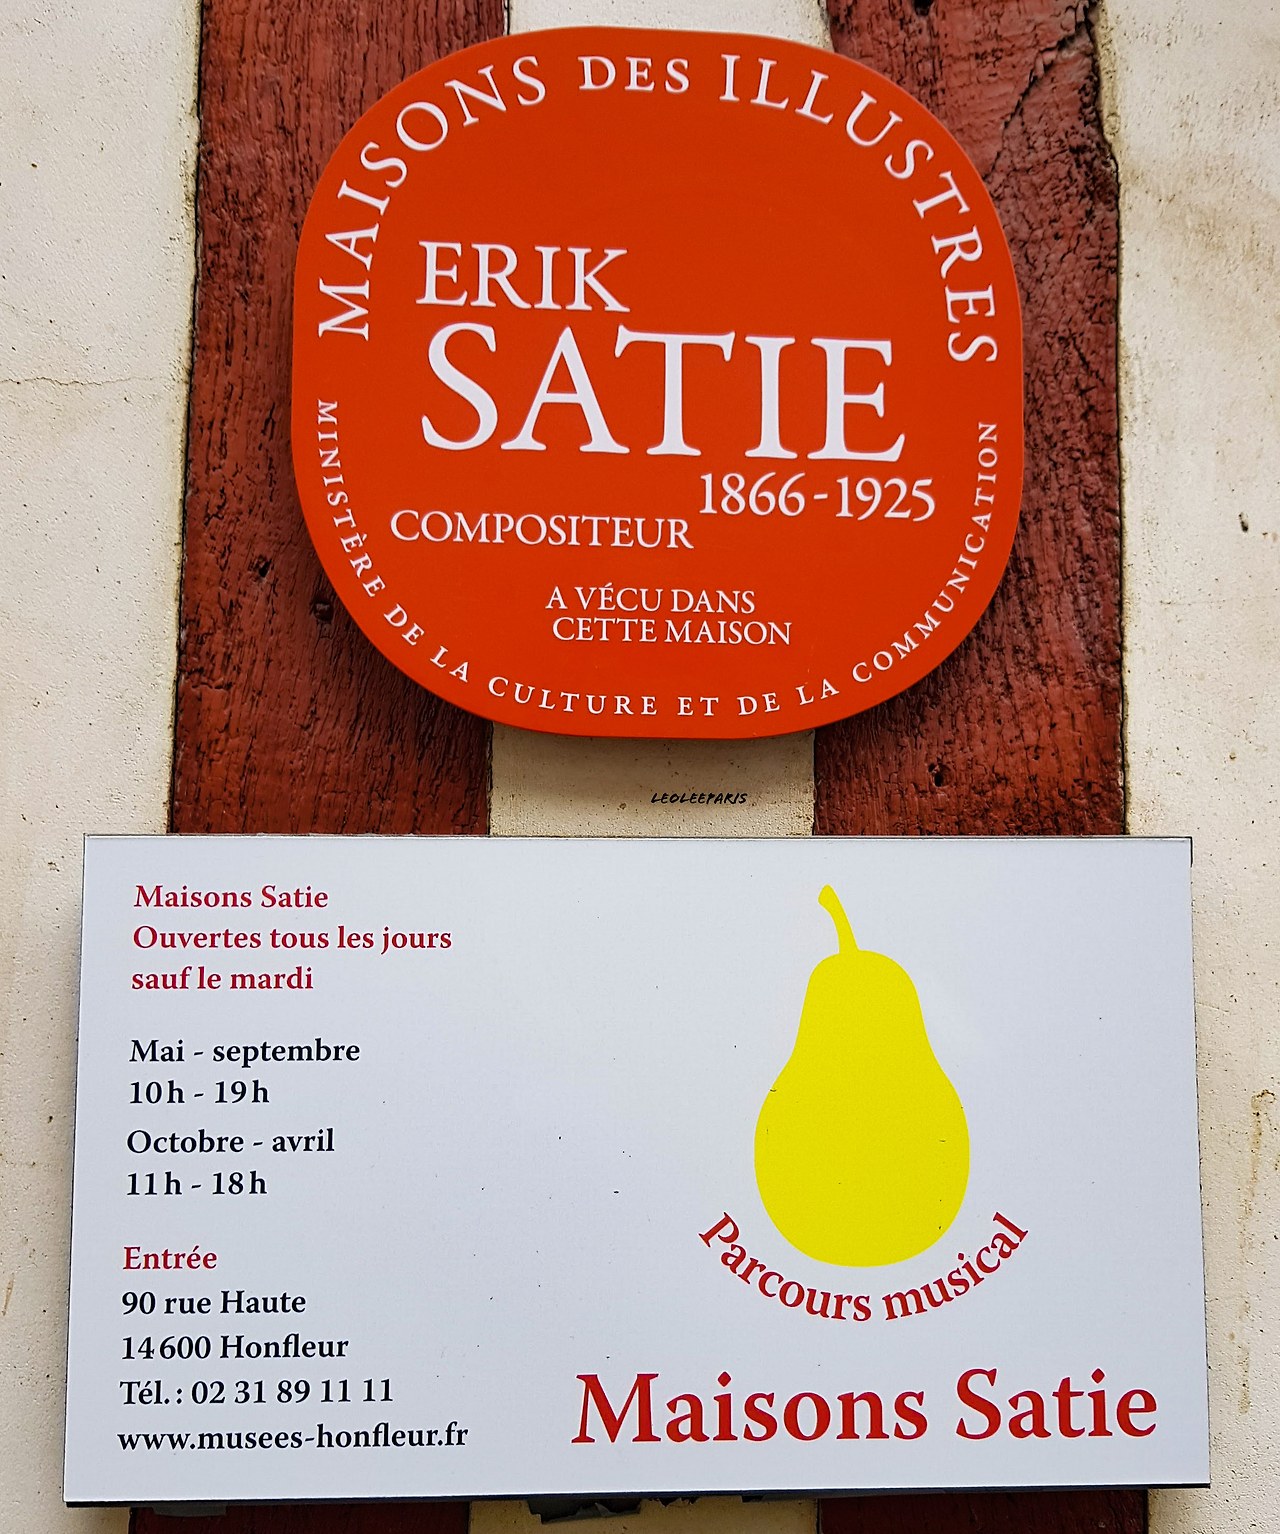 MAISONS DES ILLUSTRES
ERIK
SATIE
1866-1925
COMPOSITEUR
A VÉCU DANS
CETTE MAISON
MINISTÈRE DE LA CULTURE ET DE LA COMMUNICATION
LEOLEEPARIS
Maisons Satie
Ouvertes tous les jours
sauf le mardi
Mai - septembre
10h - 19h
Octobre - avril
11h - 18h
Entrée
90 rue Haute
14600 Honfleur
Tél. : 02 31 89 11 11
www.musees-honfleur.fr
Parcours musical
Maisons Satie